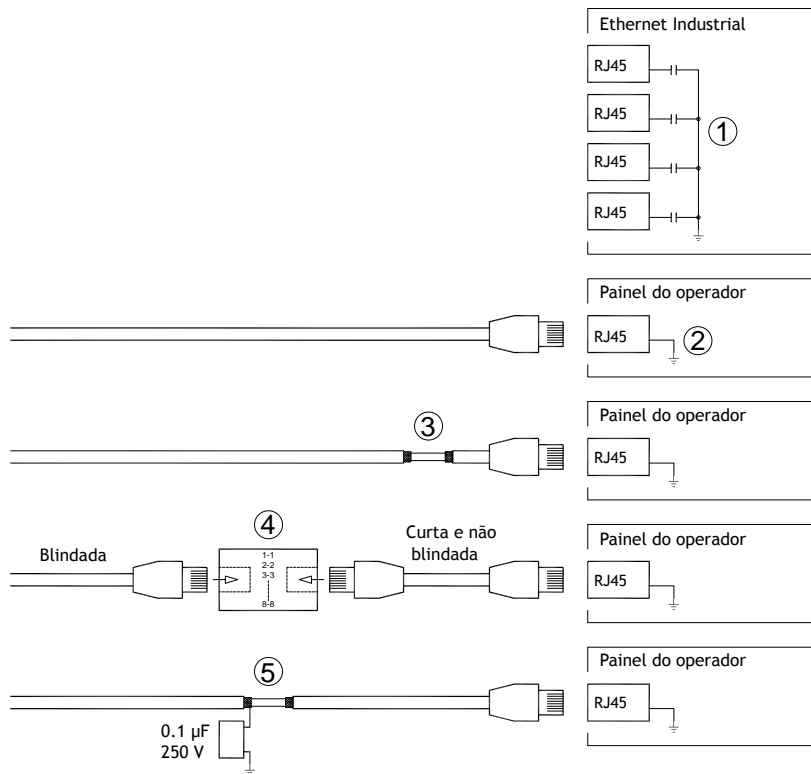 Ethernet Industrial
RJ45
RJ45
1
RJ45
RJ45
Painel do operador
RJ45
2
Painel do operador
3
RJ45
Painel do operador
4
Curta e não
blindada
Blindada
1-1
2-2
3-3
8-8
RJ45
Painel do operador
5
RJ45
0.1 µF
250 V